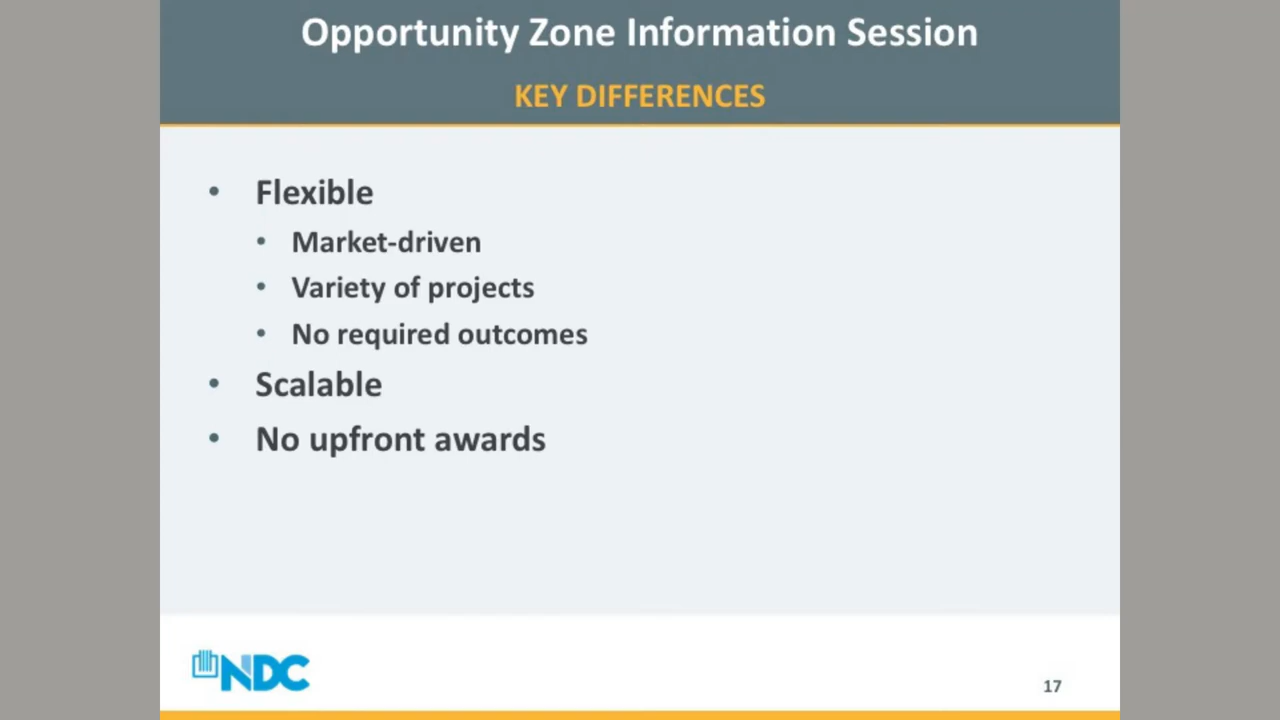 Opportunity Zone Information Session
KEY DIFFERENCES
• Flexible
• Market-driven
• Variety of projects
• No required outcomes
• Scalable
• No upfront awards
NDC
17